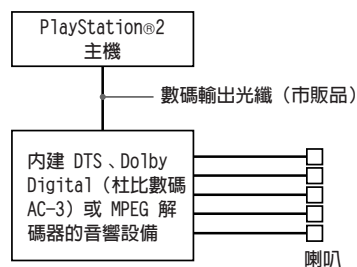 PlayStation®2
主機
數碼輸出光纖（市販品）
內建 DTS、Dolby
Digital（杜比數碼
AC-3）或 MPEG 解
碼器的音響設備
喇叭